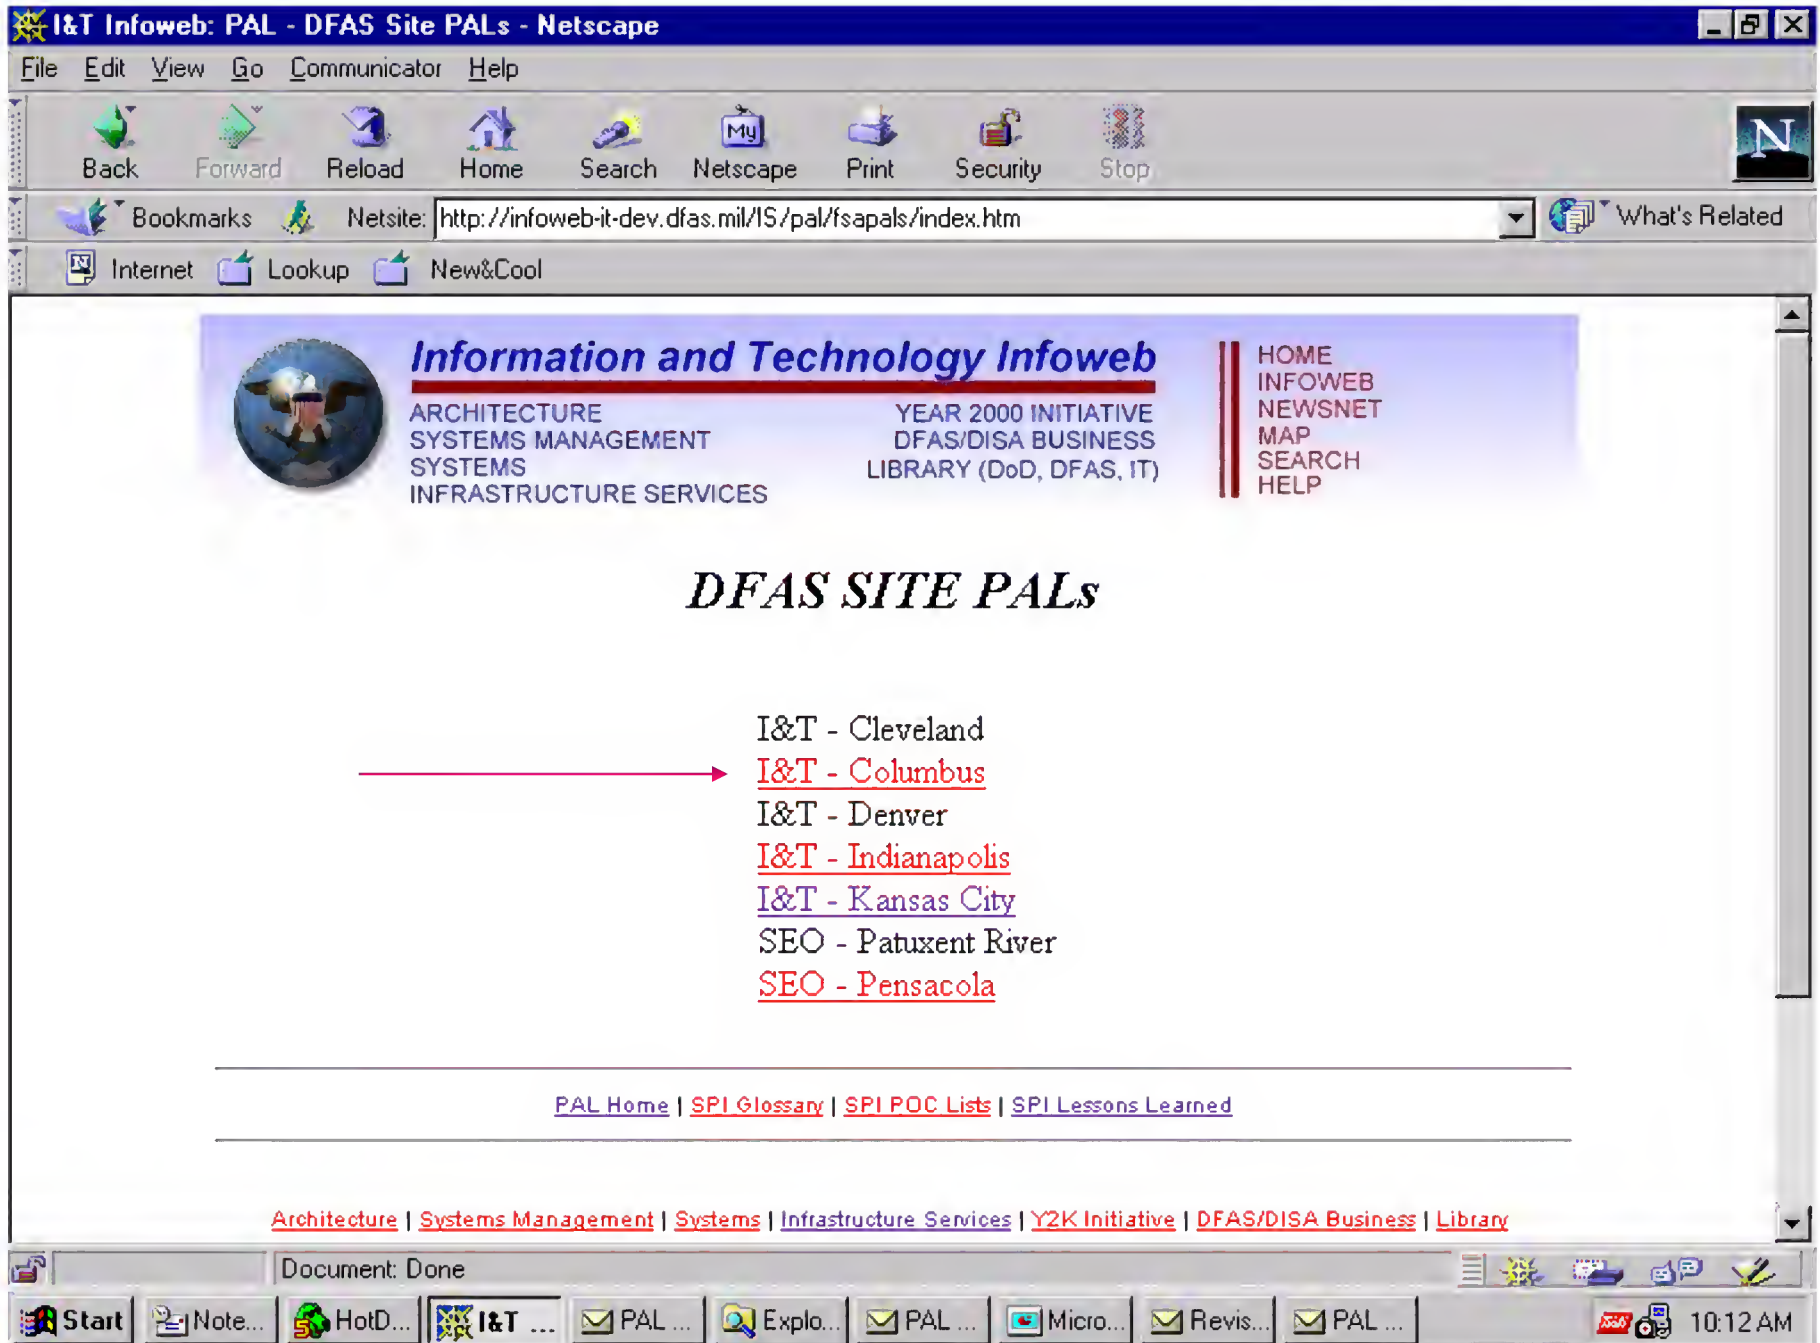 I&T Infoweb: PAL - DFAS Site PALs - Netscape
File Edit View Go Communicator Help
Back Forward Reload Home Search Netscape Print Security Stop
My
N
Bookmarks Netsite: http://infoweb-it-dev.dfas.mil/IS/pal/fsapals/index.htm What's Related
Internet Lookup New&Cool
Information and Technology Infoweb
ARCHITECTURE
SYSTEMS MANAGEMENT
SYSTEMS
INFRASTRUCTURE SERVICES
YEAR 2000 INITIATIVE
DFAS/DISA BUSINESS
LIBRARY (DoD, DFAS, IT)
HOME
INFOWEB
NEWSNET
MAP
SEARCH
HELP
DFAS SITE PALs
I&T - Cleveland
I&T - Columbus
I&T - Denver
I&T - Indianapolis
I&T - Kansas City
SEO - Patuxent River
SEO - Pensacola
PAL Home | SPI Glossary | SPI POC Lists | SPI Lessons Learned
Architecture | Systems Management | Systems | Infrastructure Services | Y2K Initiative | DFAS/DISA Business | Library
Document: Done
Start Note... HotD... I&T ... PAL ... Explo... PAL ... Micro... Revis... PAL ... 10:12 AM